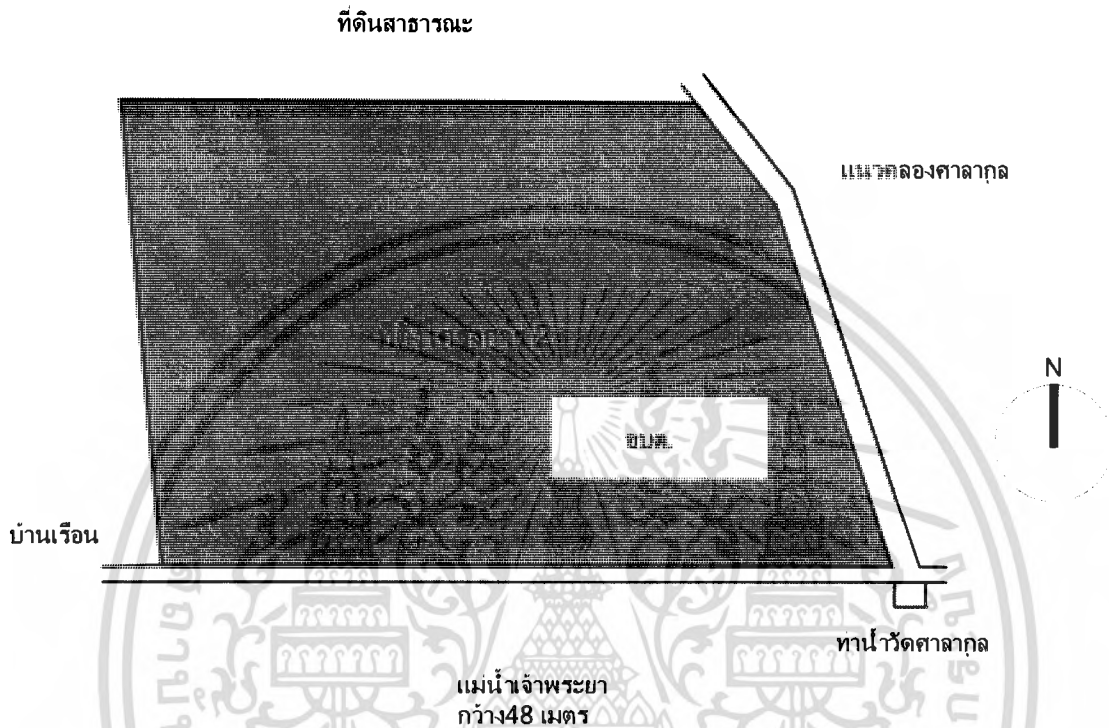 ที่ดินสาธารณะ
แนวคลองศาลากุล
N
อบต.
บ้านเรือน
ท่าน้ำวัดศาลากุล
แม่น้ำเจ้าพระยา
กว้าง48 เมตร